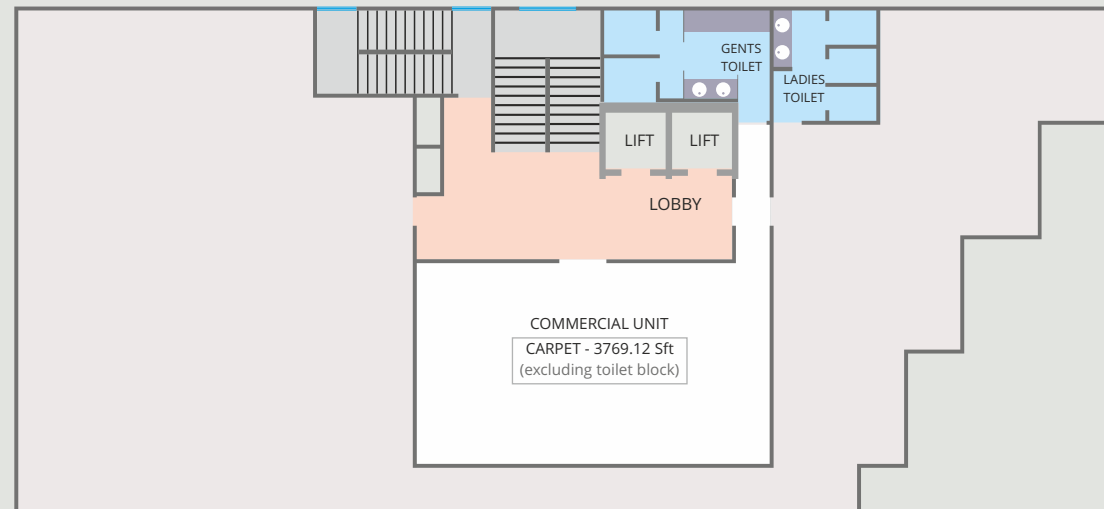 GENTS
TOILET
LADIES
TOILET
LIFT
LIFT
LOBBY
COMMERCIAL UNIT
CARPET - 3769.12 Sft
(excluding toilet block)